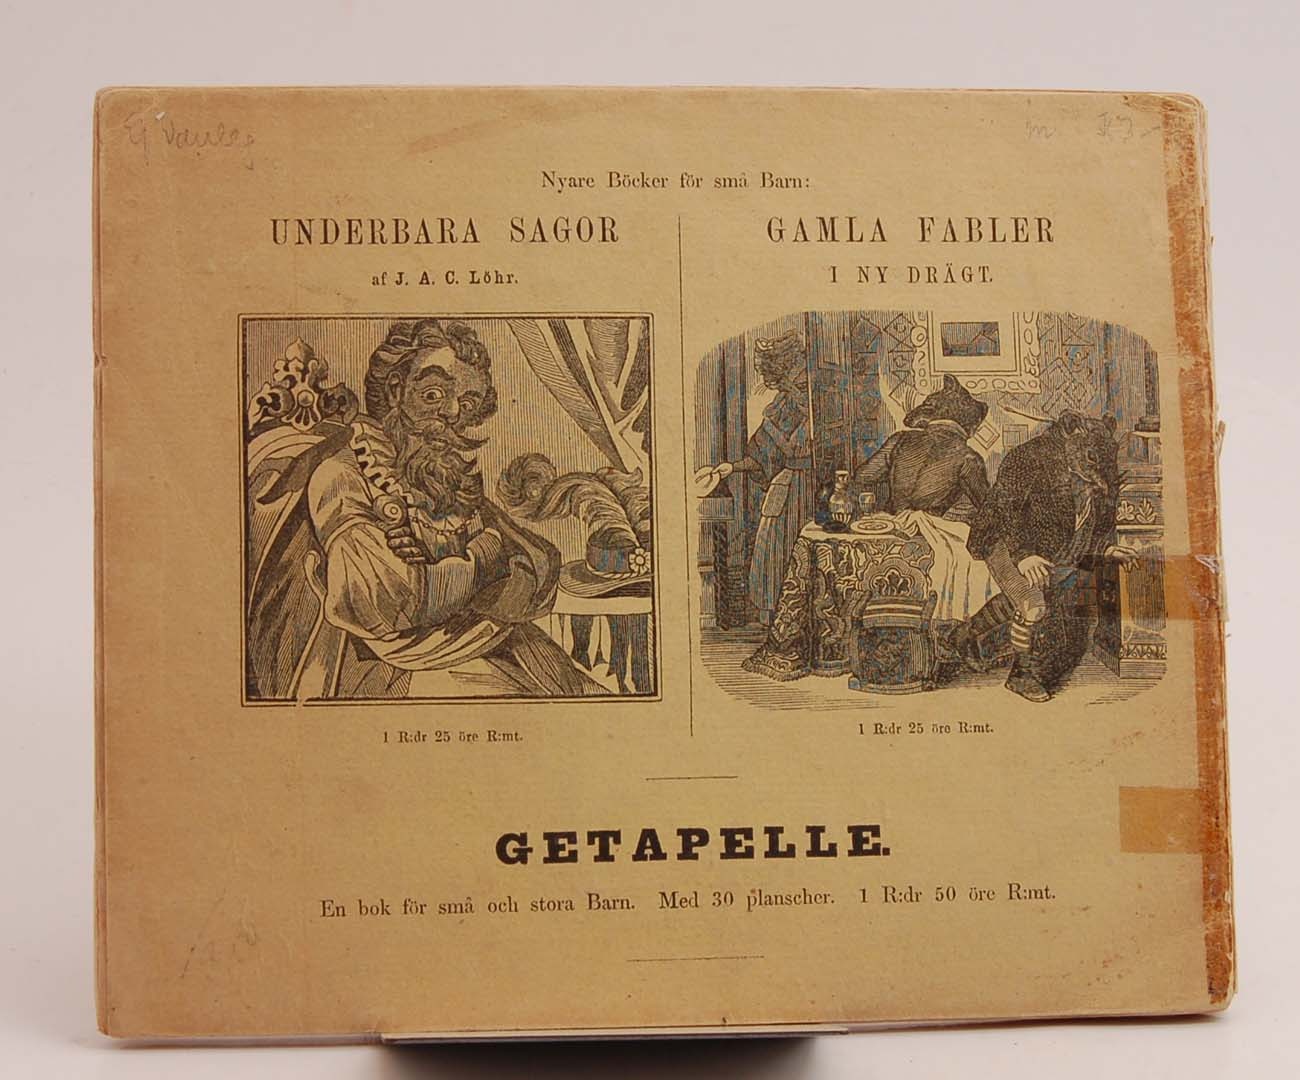 Nyare Böcker för små Barn:
UNDERBARA SAGOR
af J. A. C. Löhr.
1 R:dr 25 öre R:mt.
GAMLA FABLER
I NY DRÄGT.
1 R:dr 25 öre R:mt.
GETAPELLE.
En bok för små och stora Barn. Med 30 planscher. 1 R:dr 50 öre R:mt.